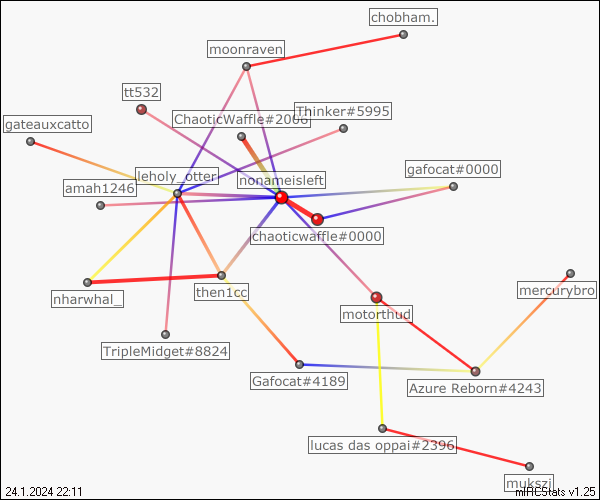 chobham.
moonraven
tt532
ChaoticWaffle#2006
Thinker#5995
gateauxcatto
leholy_otter
nonameisleft
gafocat#0000
amah1246
chaoticwaffle#0000
nharwhal_
then1cc
mercurybro
motorthud
TripleMidget#8824
Gafocat#4189
Azure Reborn#4243
lucas das oppai#2396
mukszi
24.1.2024 22:11
mIRCStats v1.25